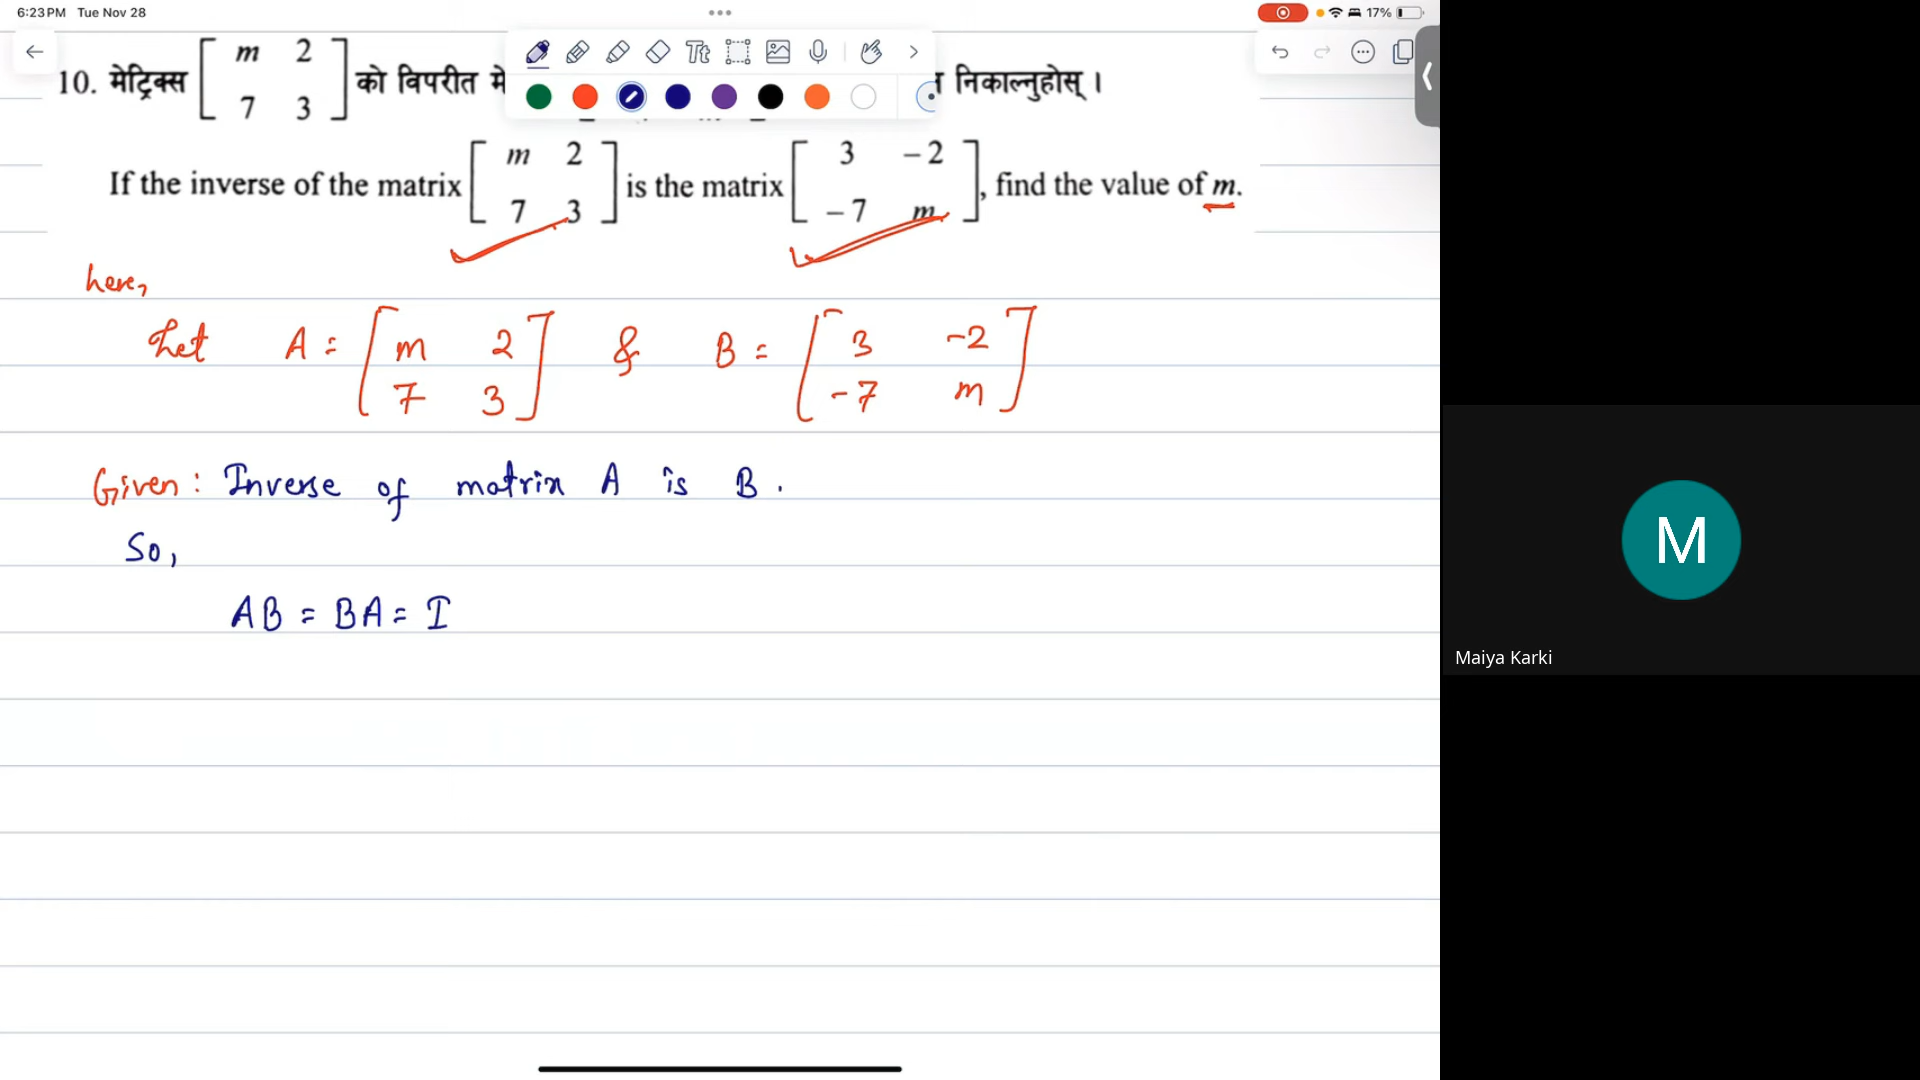 6:23 PM Tue Nov 28
17%
Tt
10. मेट्रिक्स [ m 2 ] को विपरीत निकाल्नुहोस् ।
[ 7 3 ]
If the inverse of the matrix [ m 2 ] is the matrix [ 3 -2 ], find the value of m.
[ 7 3 ] [ -7 m ]
here,
Let A = [ m 2 ] & B = [ 3 -2 ]
[ 7 3 ] [ -7 m ]
Given: Inverse of matrix A is B.
So,
AB = BA = I
M
Maiya Karki